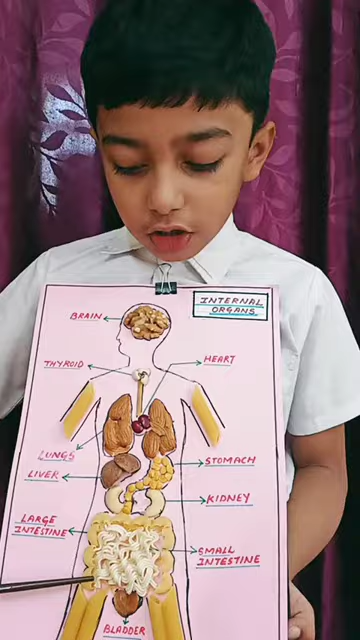 INTERNAL
ORGANS
BRAIN
THYROID
HEART
LUNGS
LIVER
STOMACH
KIDNEY
LARGE
INTESTINE
SMALL
INTESTINE
BLADDER